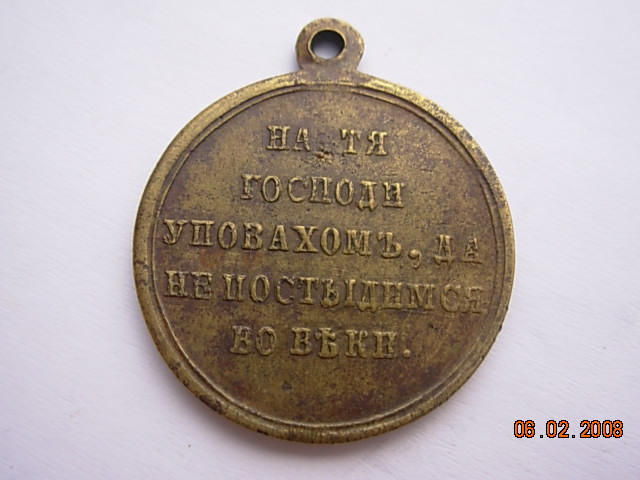 НА ТЯ
ГОСПОДИ
УПОВАХОМЪ, ДА
НЕ ПОСТЫДИМСЯ
ВО ВѢКИ.
06.02.2008